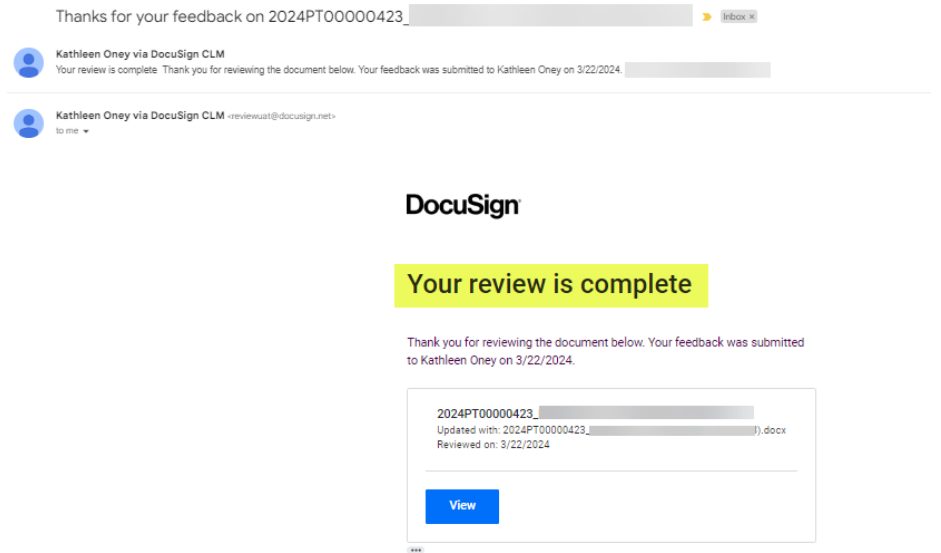 Thanks for your feedback on 2024PT00000423_
Inbox ×
Kathleen Oney via DocuSign CLM
Your review is complete Thank you for reviewing the document below. Your feedback was submitted to Kathleen Oney on 3/22/2024.
Kathleen Oney via DocuSign CLM <reviewuat@docusign.net>
to me
DocuSign
Your review is complete
Thank you for reviewing the document below. Your feedback was submitted
to Kathleen Oney on 3/22/2024.
2024PT00000423_
Updated with: 2024PT00000423_ ).docx
Reviewed on: 3/22/2024
View